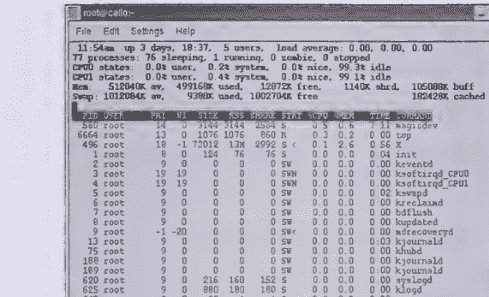 root@cello:~
File Edit Settings Help
11:54am up 3 days, 18:37, 5 users, load average: 0.00, 0.00, 0.00
77 processes: 76 sleeping, 1 running, 0 zombie, 0 stopped
CPU0 states: 0.0% user, 0.2% system, 0.0% nice, 99.3% idle
CPU1 states: 0.0% user, 0.4% system, 0.0% nice, 99.1% idle
Mem: 512040K av, 499168K used, 12872K free, 1140K shrd, 105088K buff
Swap: 1012084K av, 9380K used, 1002704K free 182428K cached
PID USER PRI NI SIZE RSS SHARE STAT %CPU %MEM TIME COMMAND
560 root 14 0 3144 3144 2504 S 0.5 0.6 7:11 magicdev
6664 root 13 0 1076 1076 860 R 0.3 0.2 0:00 top
496 root 18 -1 72012 13M 2992 S < 0.1 2.6 0:56 X
1 root 8 0 124 76 76 S 0.0 0.0 0:04 init
2 root 9 0 0 0 0 SW 0.0 0.0 0:00 keventd
3 root 19 19 0 0 0 SWN 0.0 0.0 0:00 ksoftirqd_CPU0
4 root 19 19 0 0 0 SWN 0.0 0.0 0:00 ksoftirqd_CPU1
5 root 9 0 0 0 0 SW 0.0 0.0 0:02 kswapd
6 root 9 0 0 0 0 SW 0.0 0.0 0:00 kreclaimd
7 root 9 0 0 0 0 SW 0.0 0.0 0:00 bdflush
8 root 9 0 0 0 0 SW 0.0 0.0 0:00 kupdated
9 root -1 -20 0 0 0 SW< 0.0 0.0 0:00 mdrecoveryd
13 root 9 0 0 0 0 SW 0.0 0.0 0:03 kjournald
75 root 9 0 0 0 0 SW 0.0 0.0 0:00 khubd
188 root 9 0 0 0 0 SW 0.0 0.0 0:00 kjournald
189 root 9 0 0 0 0 SW 0.0 0.0 0:00 kjournald
620 root 9 0 216 160 152 S 0.0 0.0 0:00 syslogd
625 root 9 0 880 180 180 S 0.0 0.0 0:00 klogd